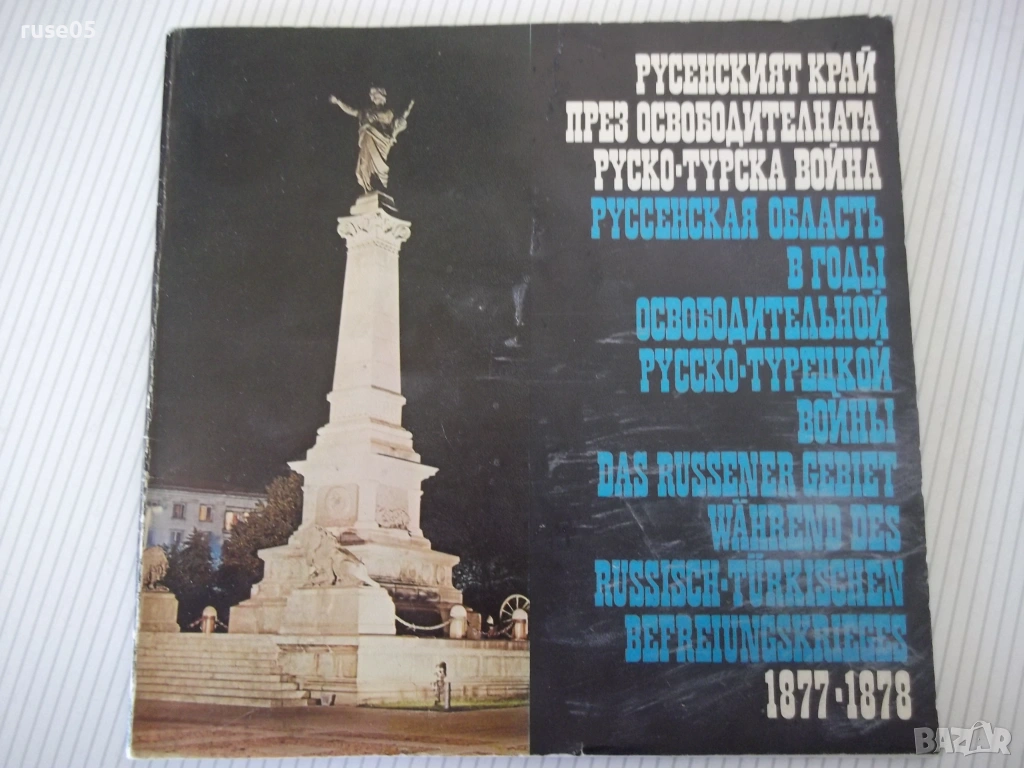 ruse05
РУСЕНСКИЯТ КРАЙ
ПРЕЗ ОСВОБОДИТЕЛНАТА
РУСКО-ТУРСКА ВОЙНА
РУССЕНСКАЯ ОБЛАСТЬ
В ГОДЫ
ОСВОБОДИТЕЛЬНОЙ
РУССКО-ТУРЕЦКОЙ
ВОЙНЫ
DAS RUSSENER GEBIET
WÄHREND DES
RUSSISCH-TÜRKISCHEN
BEFREIUNGSKRIEGES
1877-1878
BAZAR